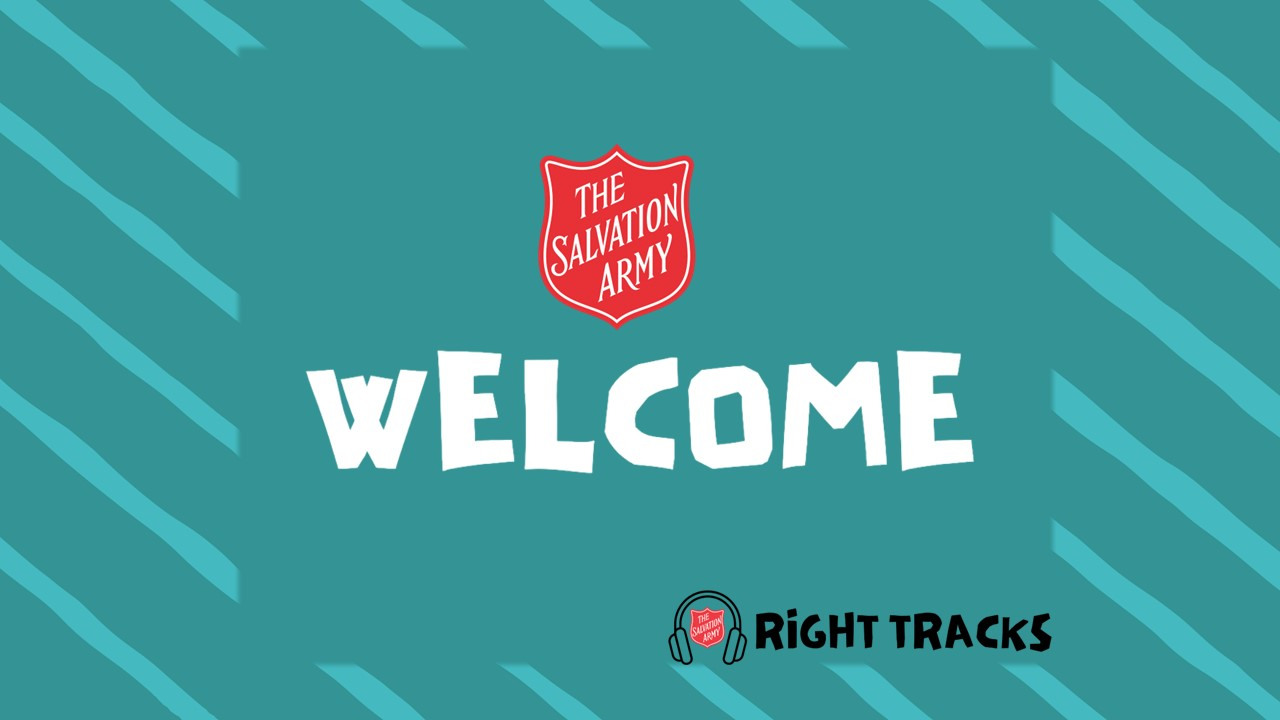 THE
SALVATION
ARMY
WELCOME
THE
SALVATION
ARMY
RiGHT TRACKS